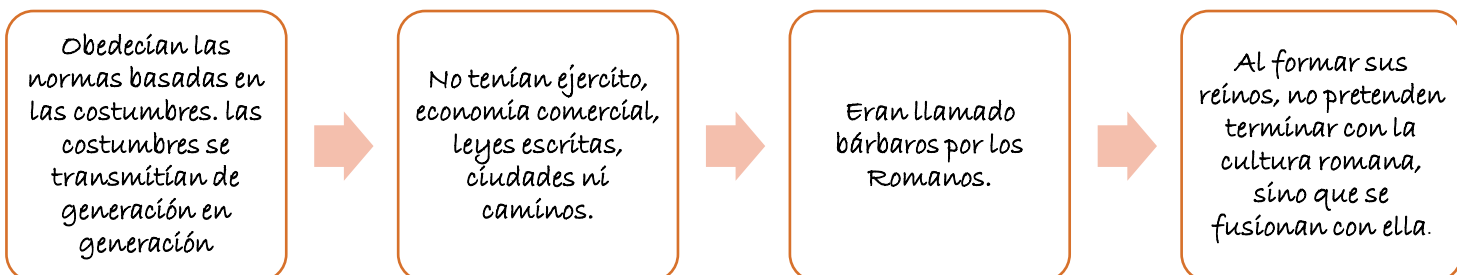 Obedecían las
normas basadas en
las costumbres. las
costumbres se
transmitían de
generación en
generación
No tenían ejercito,
economía comercial,
leyes escritas,
ciudades ni
caminos.
Eran llamado
bárbaros por los
Romanos.
Al formar sus
reinos, no pretenden
terminar con la
cultura romana,
sino que se
fusionan con ella.